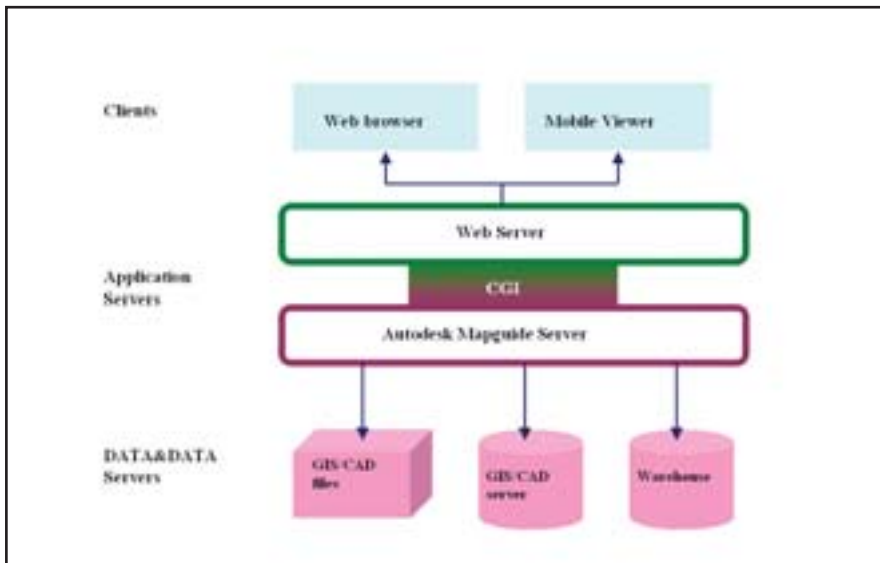 Clients
Web browser
Mobile Viewer
Web Server
Application
Servers
CGI
Autodesk Mapguide Server
DATA&DATA
Servers
GIS/CAD
files
GIS/CAD
server
Warehouse